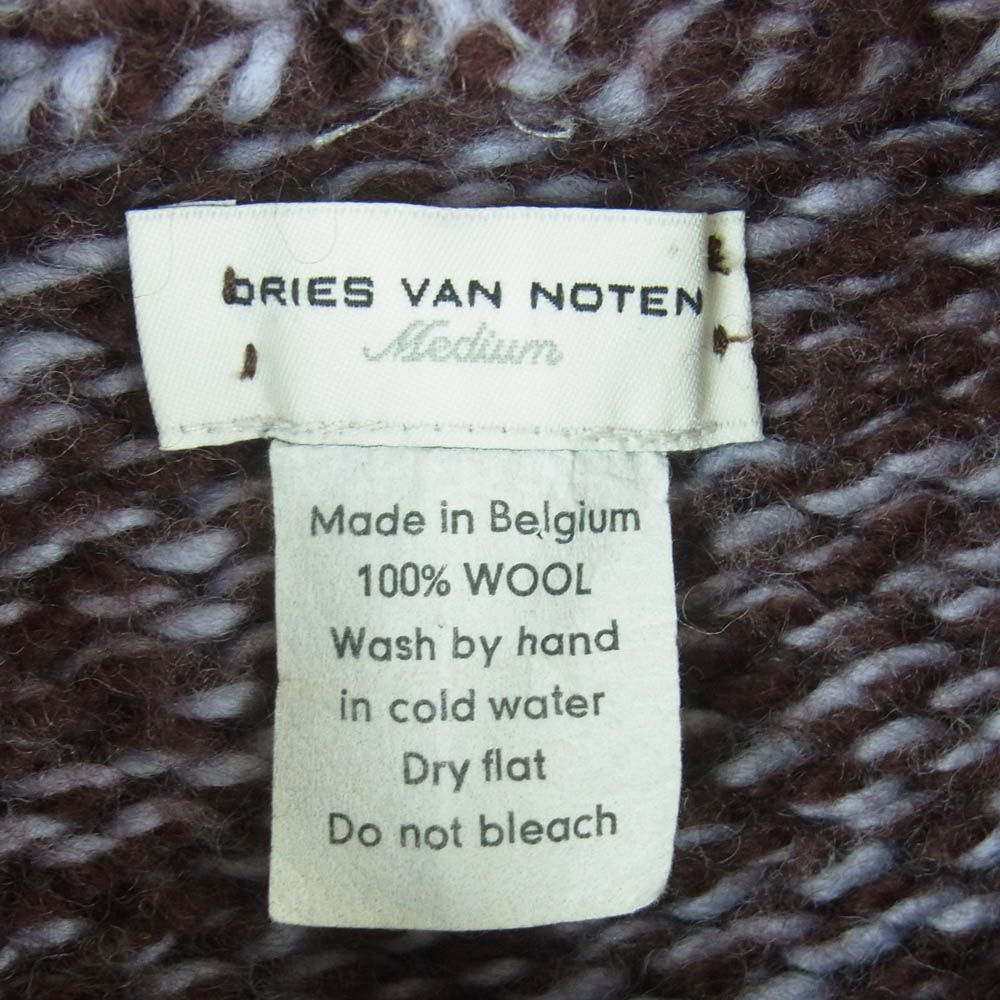 DRIES VAN NOTEN
Medium
Made in Belgium
100% WOOL
Wash by hand
in cold water
Dry flat
Do not bleach